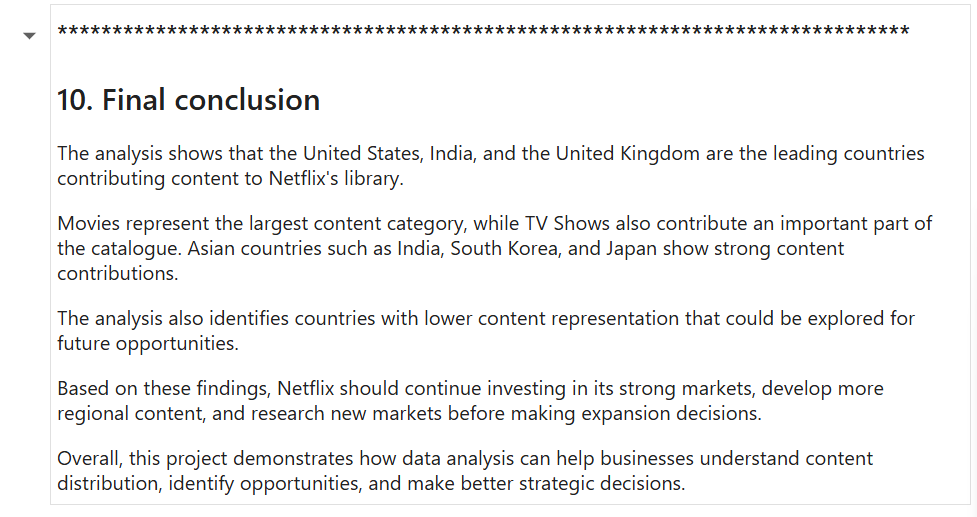 ******************************************************************************
10. Final conclusion
The analysis shows that the United States, India, and the United Kingdom are the leading countries
contributing content to Netflix's library.
Movies represent the largest content category, while TV Shows also contribute an important part of
the catalogue. Asian countries such as India, South Korea, and Japan show strong content
contributions.
The analysis also identifies countries with lower content representation that could be explored for
future opportunities.
Based on these findings, Netflix should continue investing in its strong markets, develop more
regional content, and research new markets before making expansion decisions.
Overall, this project demonstrates how data analysis can help businesses understand content
distribution, identify opportunities, and make better strategic decisions.